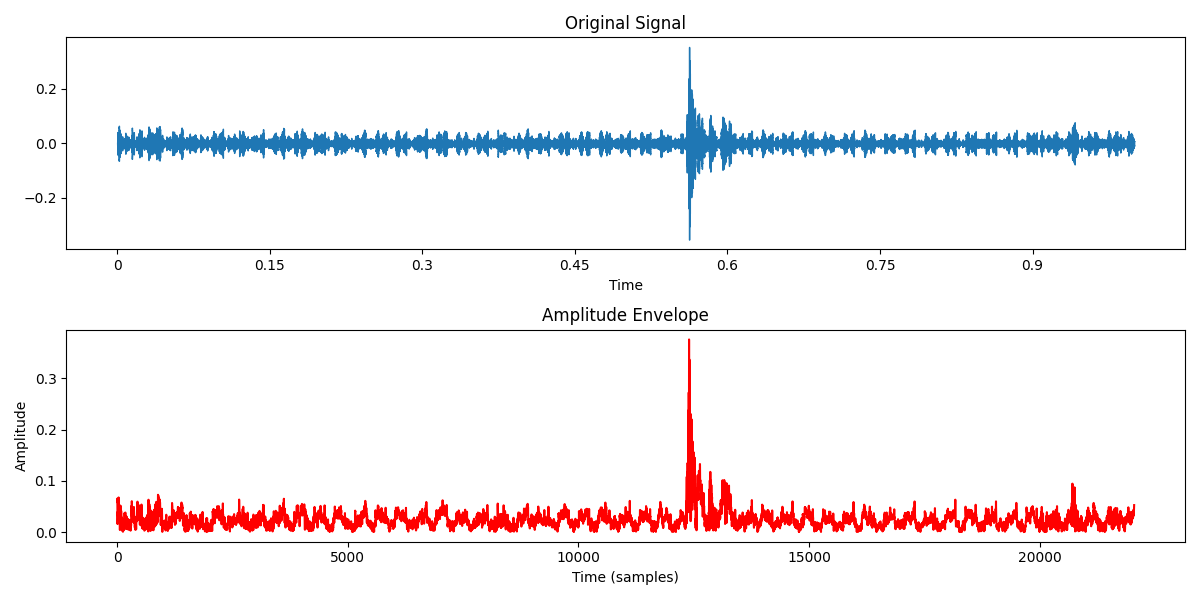 Original Signal
0.2
0.0
−0.2
0 0.15 0.3 0.45 0.6 0.75 0.9
Time
Amplitude Envelope
Amplitude
0.3
0.2
0.1
0.0
0 5000 10000 15000 20000
Time (samples)